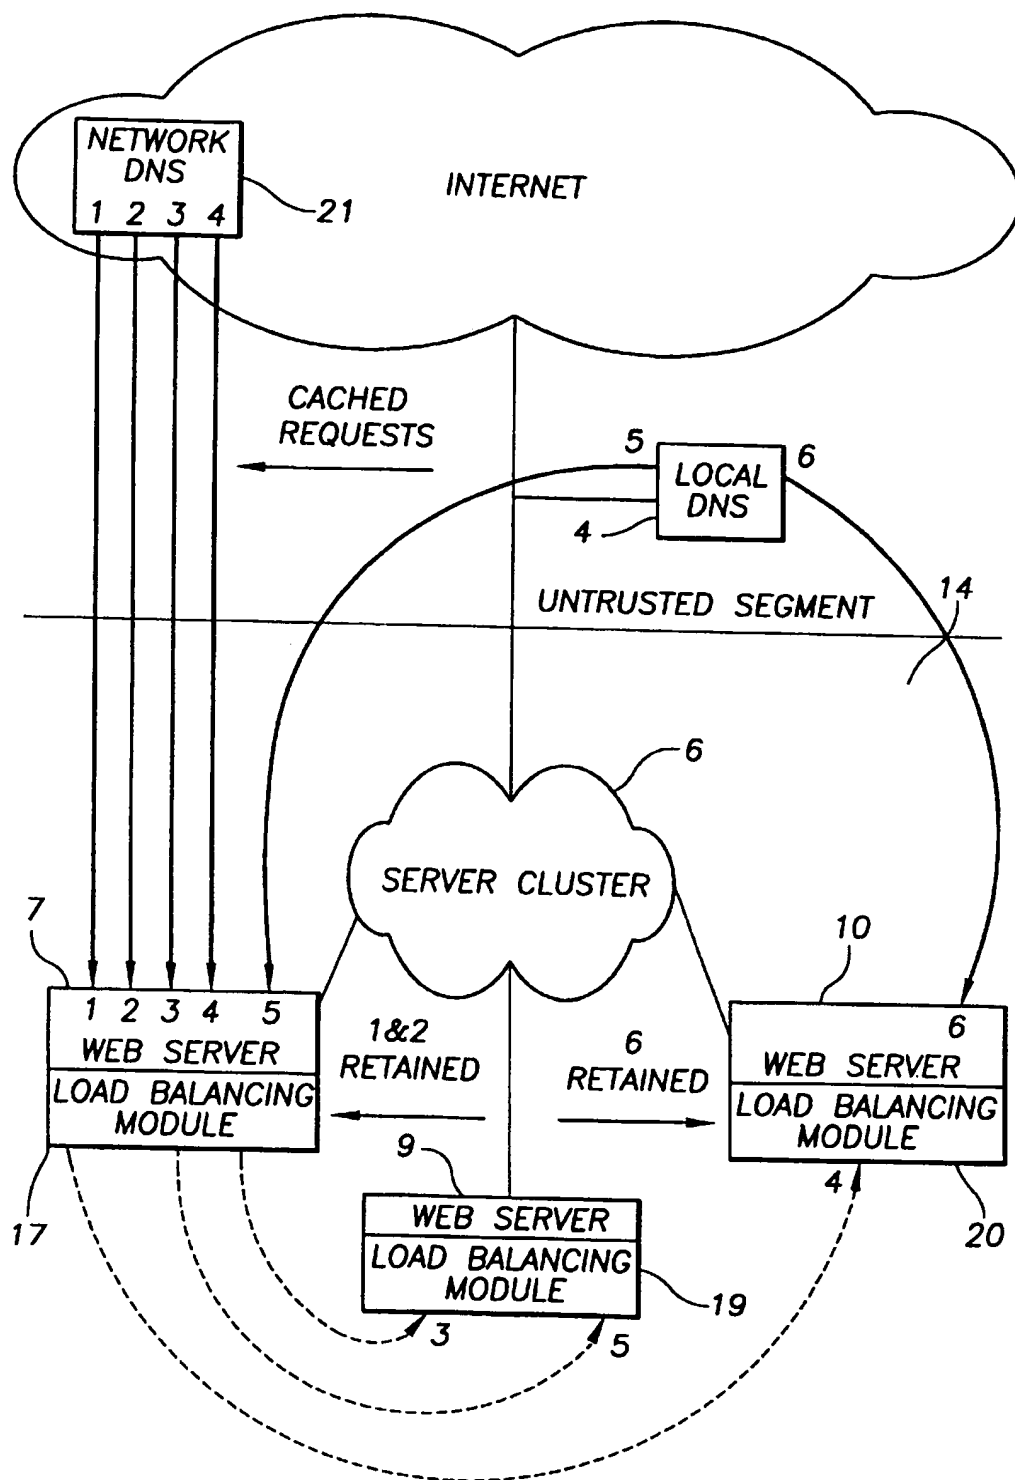 NETWORK
DNS
1 2 3 4
21
INTERNET
CACHED
REQUESTS
5
LOCAL
DNS
6
4
UNTRUSTED SEGMENT
14
6
SERVER CLUSTER
7
1 2 3 4 5
WEB SERVER
LOAD BALANCING
MODULE
17
1&2
RETAINED
6
RETAINED
10
6
WEB SERVER
LOAD BALANCING
MODULE
4
20
9
WEB SERVER
LOAD BALANCING
MODULE
19
3
5